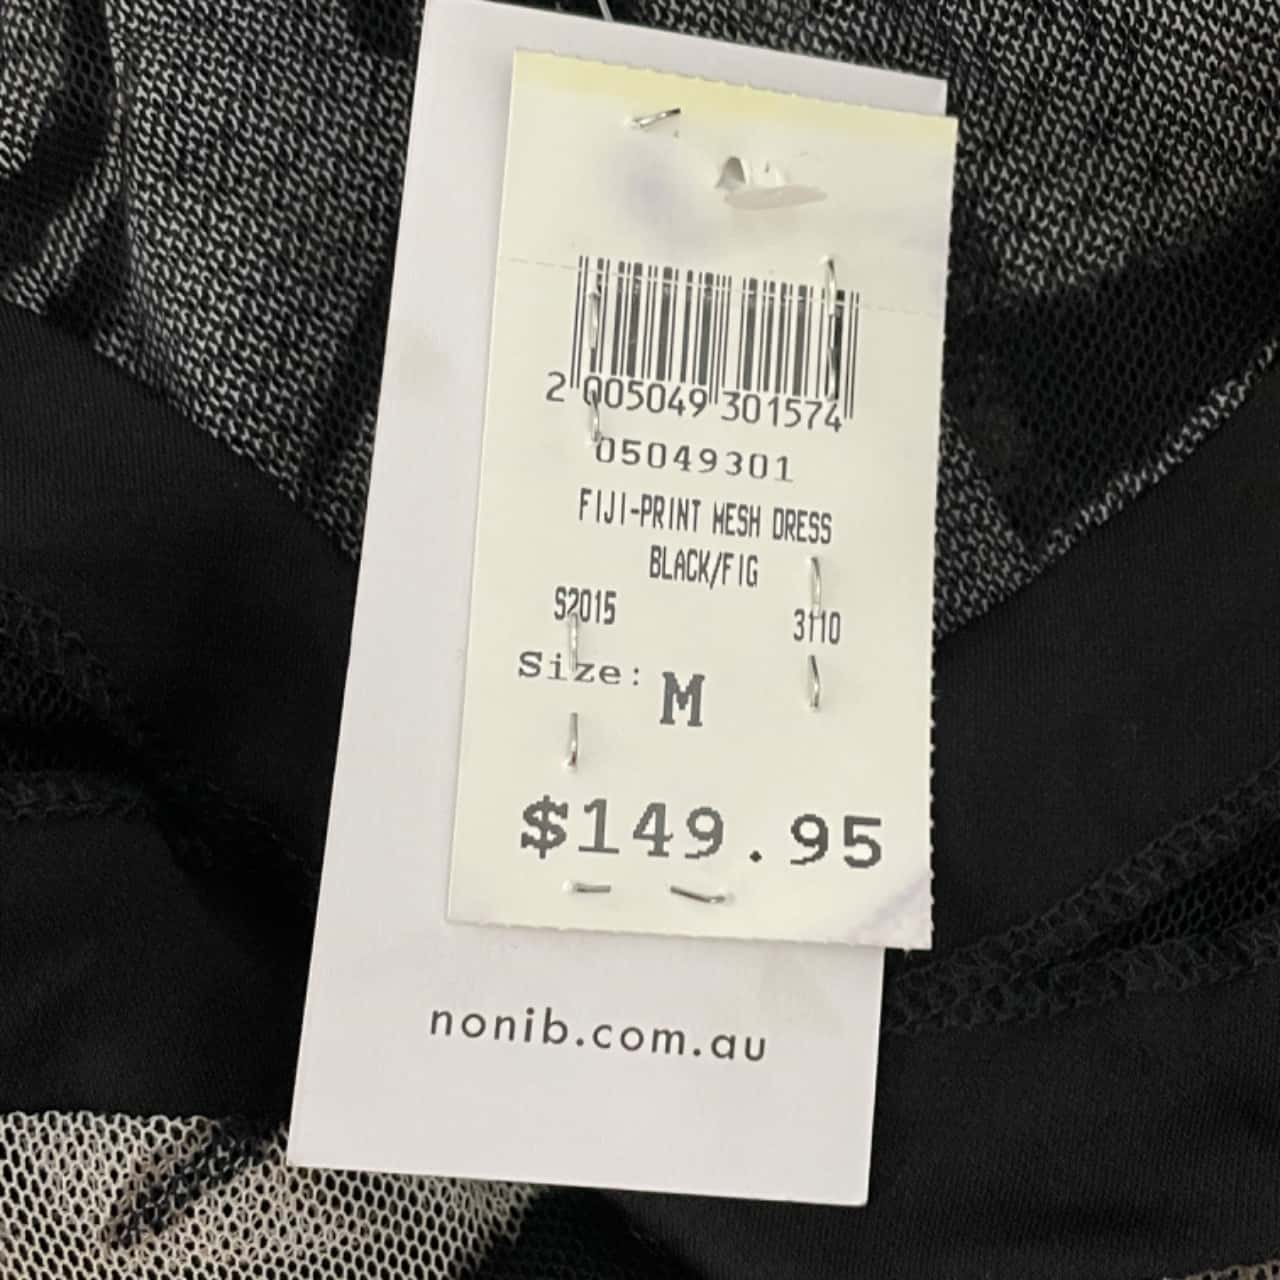 2 005049 301574
05049301
FIJI-PRINT MESH DRESS
BLACK/FIG
S2015 3110
Size: M
$149.95
nonib.com.au